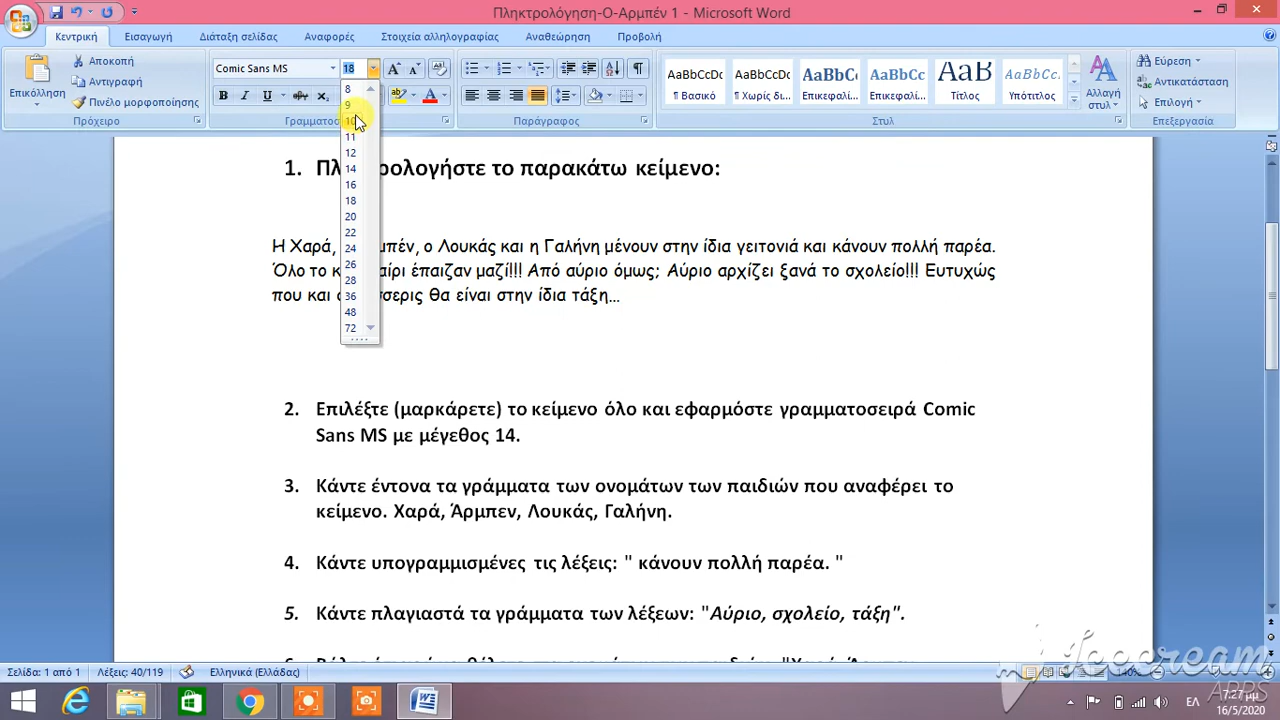 Πληκτρολόγηση-Ο-Αρμπέν 1 - Microsoft Word
Κεντρική Εισαγωγή Διάταξη σελίδας Αναφορές Στοιχεία αλληλογραφίας Αναθεώρηση Προβολή
Επικόλληση
Αποκοπή
Αντιγραφή
Πινέλο μορφοποίησης
Πρόχειρο
Comic Sans MS 18
Γραμματοσ
Παράγραφος
AaBbCcDc AaBbCcDc AaBbC AaBbCc AaB AaBbCc
¶ Βασικό ¶ Χωρίς δι... Επικεφαλί... Επικεφαλί... Τίτλος Υπότιτλος
Στυλ
Αλλαγή στυλ
Εύρεση
Αντικατάσταση
Επιλογή
Επεξεργασία
8
9
10
11
12
14
16
18
20
22
24
26
28
36
48
72
1. Πλ ρολογήστε το παρακάτω κείμενο:
Η Χαρά, μπέν, ο Λουκάς και η Γαλήνη μένουν στην ίδια γειτονιά και κάνουν πολλή παρέα.
Όλο το κ αίρι έπαιζαν μαζί!!! Από αύριο όμως; Αύριο αρχίζει ξανά το σχολείο!!! Ευτυχώς
που και σσερις θα είναι στην ίδια τάξη...
2. Επιλέξτε (μαρκάρετε) το κείμενο όλο και εφαρμόστε γραμματοσειρά Comic
Sans MS με μέγεθος 14.
3. Κάντε έντονα τα γράμματα των ονομάτων των παιδιών που αναφέρει το
κείμενο. Χαρά, Άρμπεν, Λουκάς, Γαλήνη.
4. Κάντε υπογραμμισμένες τις λέξεις: " κάνουν πολλή παρέα. "
5. Κάντε πλαγιαστά τα γράμματα των λέξεων: "Αύριο, σχολείο, τάξη".
Σελίδα: 1 από 1 Λέξεις: 40/119 Ελληνικά (Ελλάδας) 140%
Icecream
APPS
ΕΛ
7:27 μμ
16/5/2020